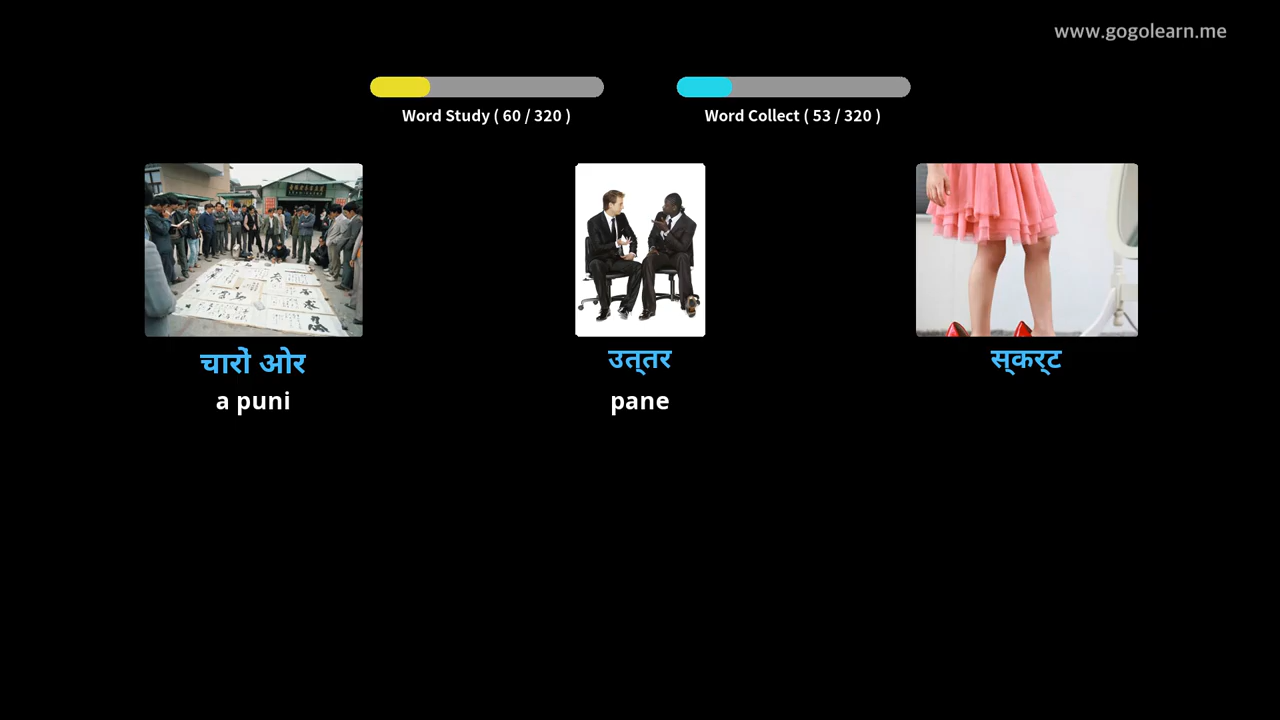 www.gogolearn.me
Word Study ( 60 / 320 )
Word Collect ( 53 / 320 )
चारों ओर
उत्‌तर
स्‌कर्‌ट
a puni
pane